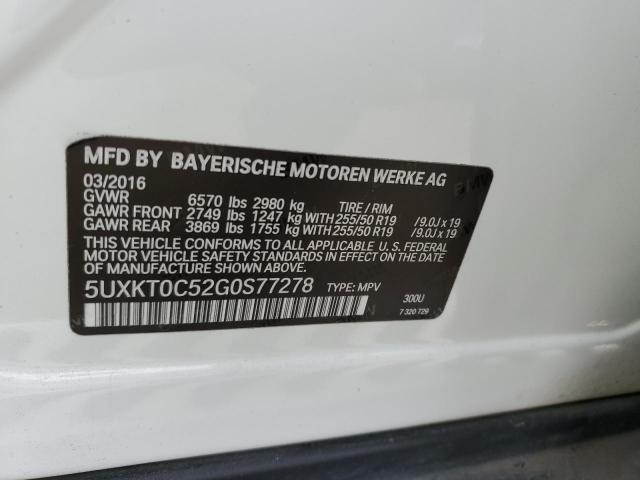 MFD BY BAYERISCHE MOTOREN WERKE AG
03/2016
GVWR 6570 lbs 2980 kg TIRE / RIM
GAWR FRONT 2749 lbs 1247 kg WITH 255/50 R19 /9.0J x 19
GAWR REAR 3869 lbs 1755 kg WITH 255/50 R19 /9.0J x 19
THIS VEHICLE CONFORMS TO ALL APPLICABLE U. S. FEDERAL
MOTOR VEHICLE SAFETY STANDARDS IN EFFECT ON THE DATE OF
MANUFACTURE SHOWN ABOVE.
5UXKT0C52G0S77278 TYPE: MPV
300U
7 320 729